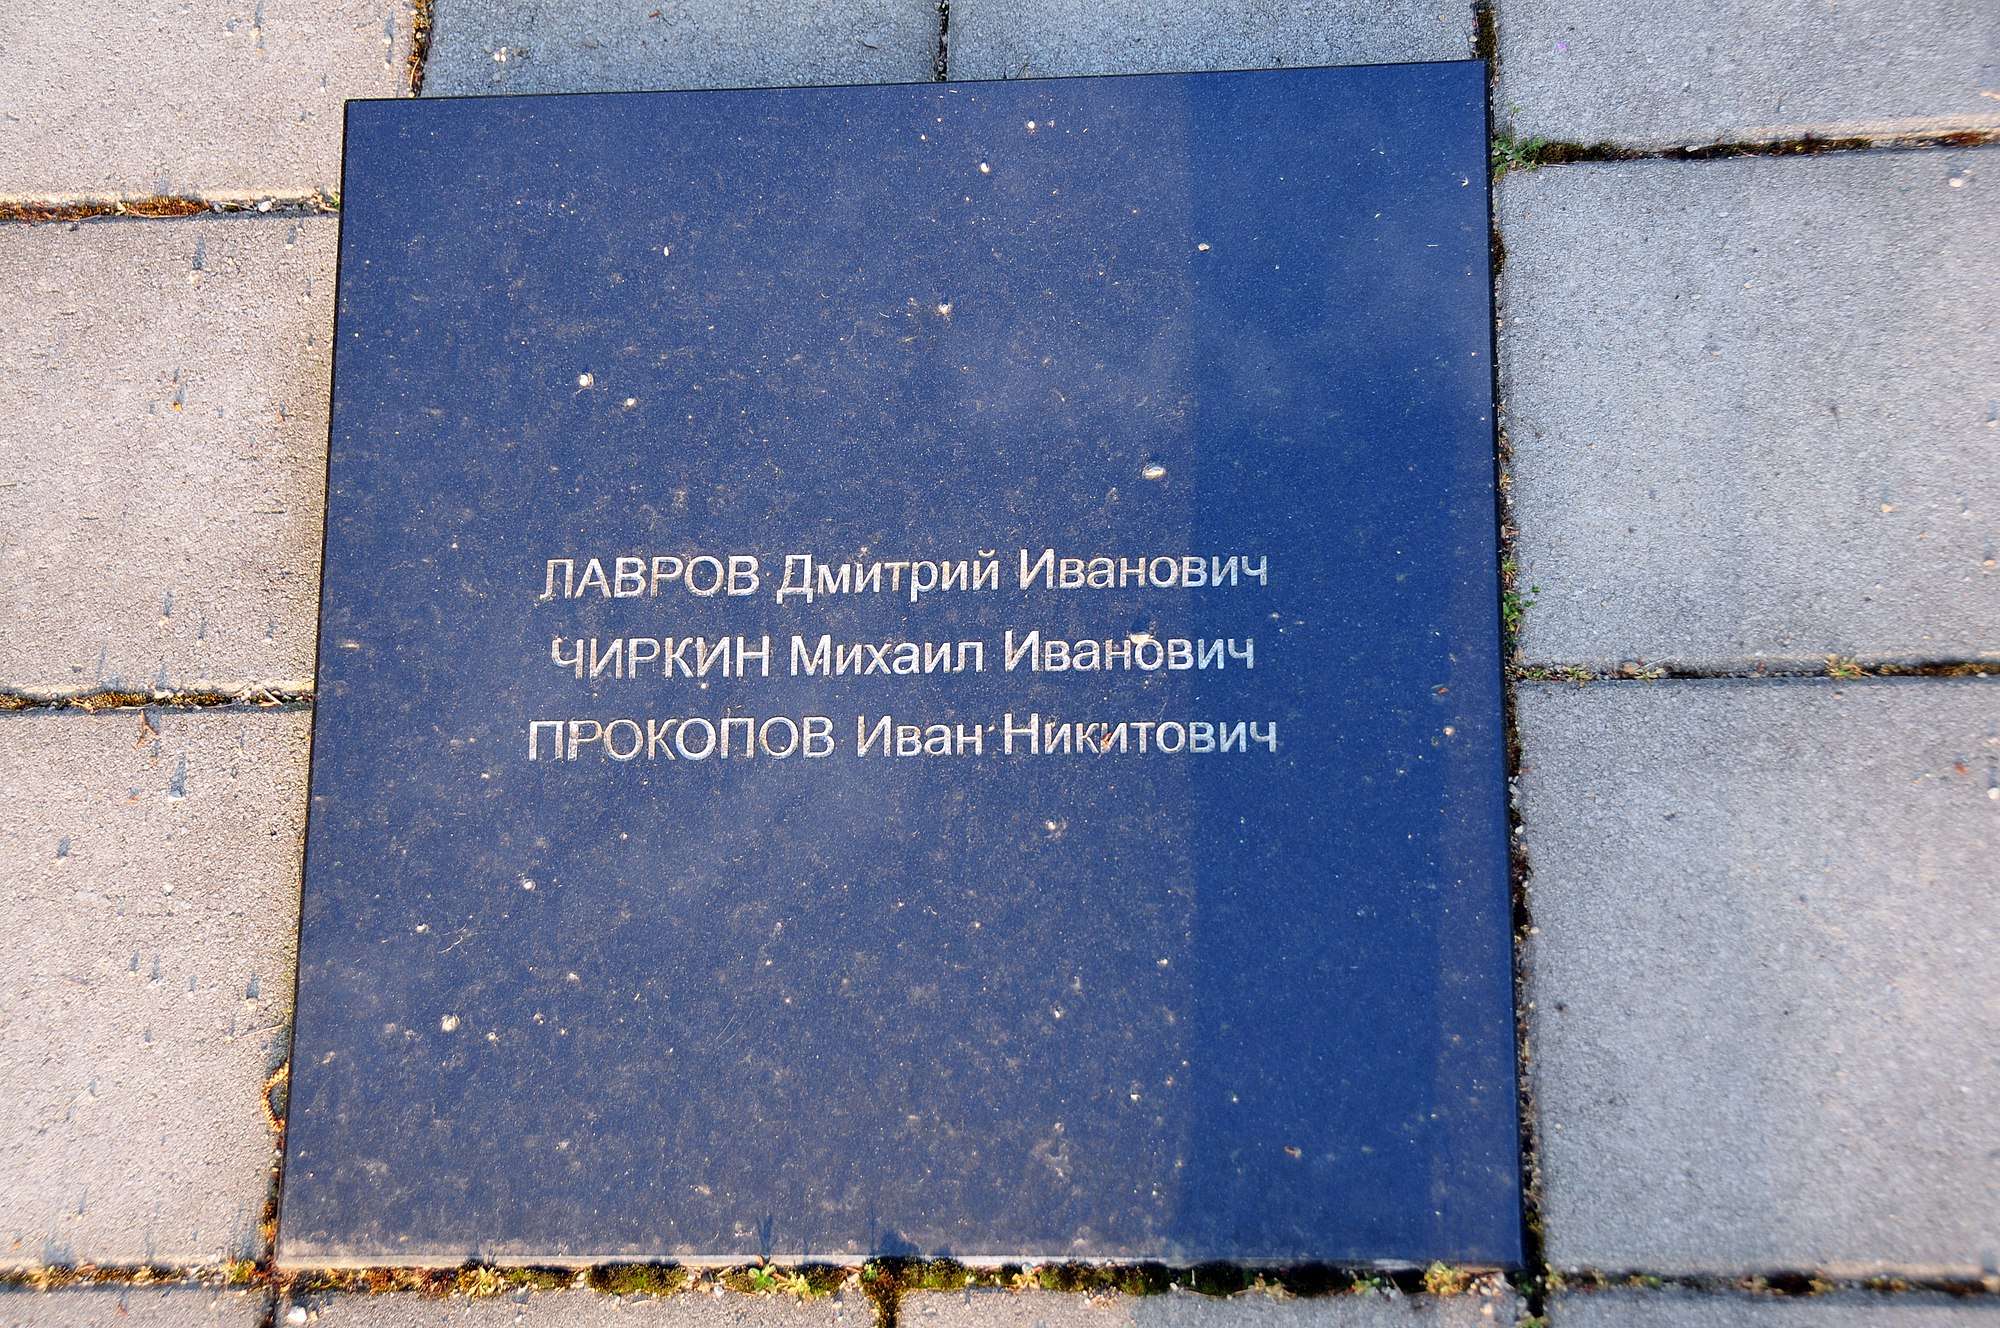 ЛАВРОВ Дмитрий Иванович
ЧИРКИН Михаил Иванович
ПРОКОПОВ Иван Никитович